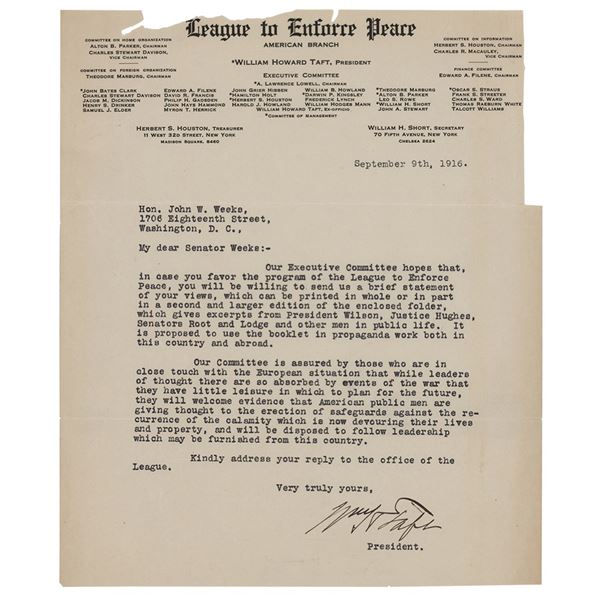 League to Enforce Peace
AMERICAN BRANCH
*WILLIAM HOWARD TAFT, PRESIDENT
COMMITTEE ON HOME ORGANIZATION
ALTON B. PARKER, CHAIRMAN
CHARLES STEWART DAVISON,
VICE CHAIRMAN
COMMITTEE ON FOREIGN ORGANIZATION
THEODORE MARBURG, CHAIRMAN
COMMITTEE ON INFORMATION
HERBERT S. HOUSTON, CHAIRMAN
CHARLES R. MACAULEY,
VICE CHAIRMAN
FINANCE COMMITTEE
EDWARD A. FILENE, CHAIRMAN
EXECUTIVE COMMITTEE
*A. LAWRENCE LOWELL, CHAIRMAN
*JOHN BATES CLARK
CHARLES STEWART DAVISON
JACOB M. DICKINSON
HENRY S. DRINKER
SAMUEL J. ELDER
EDWARD A. FILENE
DAVID R. FRANCIS
PHILIP H. GADSDEN
JOHN HAYS HAMMOND
MYRON T. HERRICK
JOHN GRIER HIBBEN
*HAMILTON HOLT
*HERBERT S. HOUSTON
HAROLD J. HOWLAND
WILLIAM B. HOWLAND
*DARWIN P. KINGSLEY
FREDERICK LYNCH
WILLIAM HODGES MANN
WILLIAM HOWARD TAFT, EX-OFFICIO
*THEODORE MARBURG
*ALTON B. PARKER
LEO S. ROWE
*WILLIAM H. SHORT
JOHN A. STEWART
*OSCAR S. STRAUS
FRANK S. STREETER
CHARLES S. WARD
THOMAS RAEBURN WHITE
TALCOTT WILLIAMS
*COMMITTEE OF MANAGEMENT
HERBERT S. HOUSTON, TREASURER
11 WEST 32D STREET, NEW YORK
MADISON SQUARE, 8460
WILLIAM H. SHORT, SECRETARY
70 FIFTH AVENUE, NEW YORK
CHELSEA 2624
September 9th, 1916.
Hon. John W. Weeks,
1706 Eighteenth Street,
Washington, D. C.,
My dear Senator Weeks:-
Our Executive Committee hopes that,
in case you favor the program of the League to Enforce
Peace, you will be willing to send us a brief statement
of your views, which can be printed in whole or in part
in a second and larger edition of the enclosed folder,
which gives excerpts from President Wilson, Justice Hughes,
Senators Root and Lodge and other men in public life. It
is proposed to use the booklet in propaganda work both in
this country and abroad.
Our Committee is assured by those who are in
close touch with the European situation that while leaders
of thought there are so absorbed by events of the war that
they have little leisure in which to plan for the future,
they will welcome evidence that American public men are
giving thought to the erection of safeguards against the re-
currence of the calamity which is now devouring their lives
and property, and will be disposed to follow leadership
which may be furnished from this country.
Kindly address your reply to the office of the
League.
Very truly yours,
Wm H Taft
President.